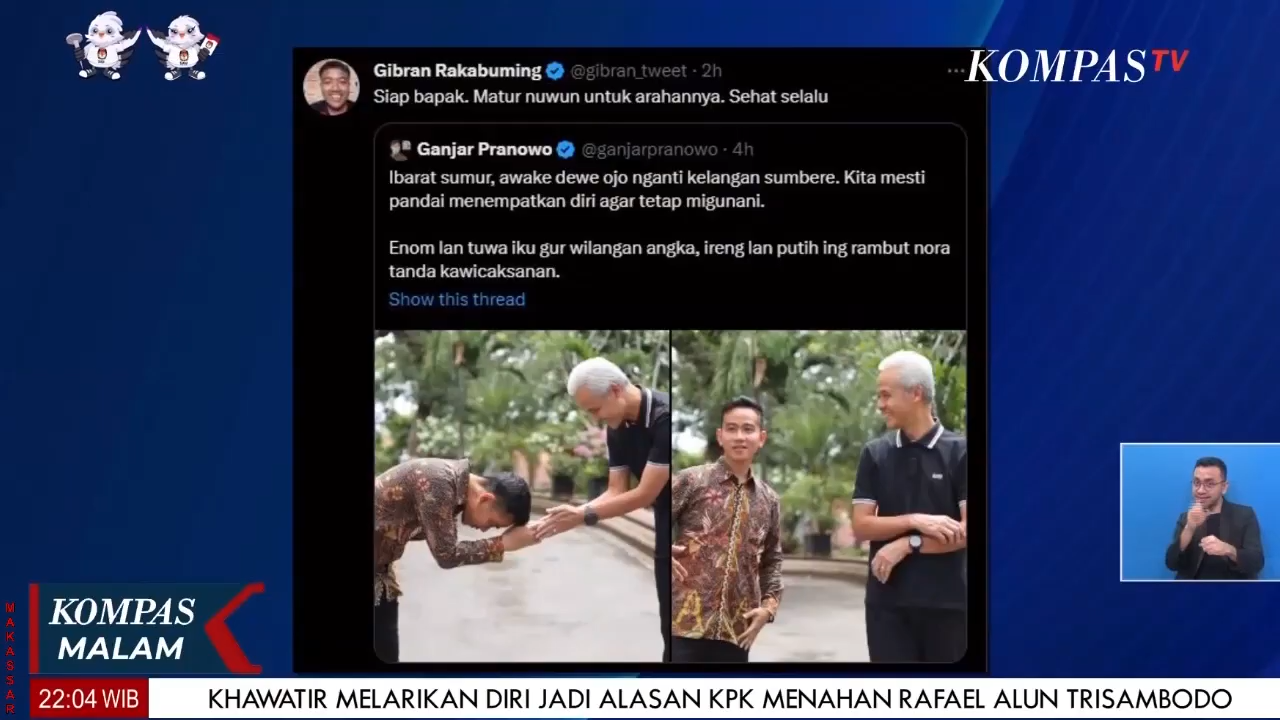 KOMPAS TV
Gibran Rakabuming @gibran_tweet · 2h
Siap bapak. Matur nuwun untuk arahannya. Sehat selalu
Ganjar Pranowo @ganjarpranowo · 4h
Ibarat sumur, awake dewe ojo nganti kelangan sumbere. Kita mesti
pandai menempatkan diri agar tetap migunani.
Enom lan tuwa iku gur wilangan angka, ireng lan putih ing rambut nora
tanda kawicaksanan.
Show this thread
KOMPAS
MALAM
MAKASSAR
22:04 WIB
KHAWATIR MELARIKAN DIRI JADI ALASAN KPK MENAHAN RAFAEL ALUN TRISAMBODO